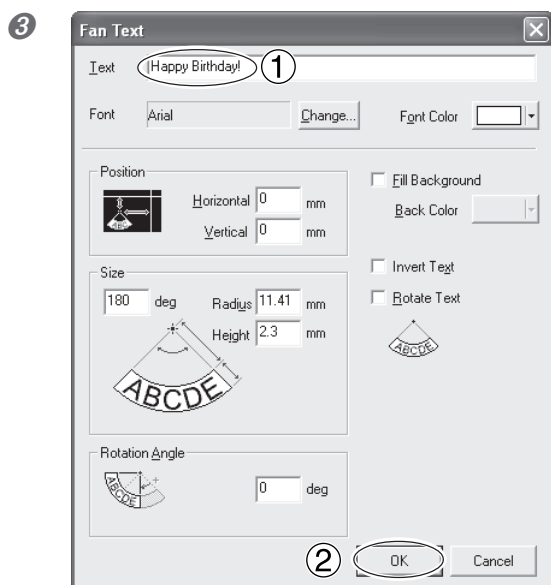 3
Fan Text
Text Happy Birthday! 1
Font Arial Change... Font Color
Position
Horizontal 0 mm
Vertical 0 mm
ABC
Fill Background
Back Color
Size
180 deg Radius 11.41 mm
Height 2.3 mm
ABCDE
Invert Text
Rotate Text
ABCDE
Rotation Angle
ABCDE
0 deg
2 OK Cancel